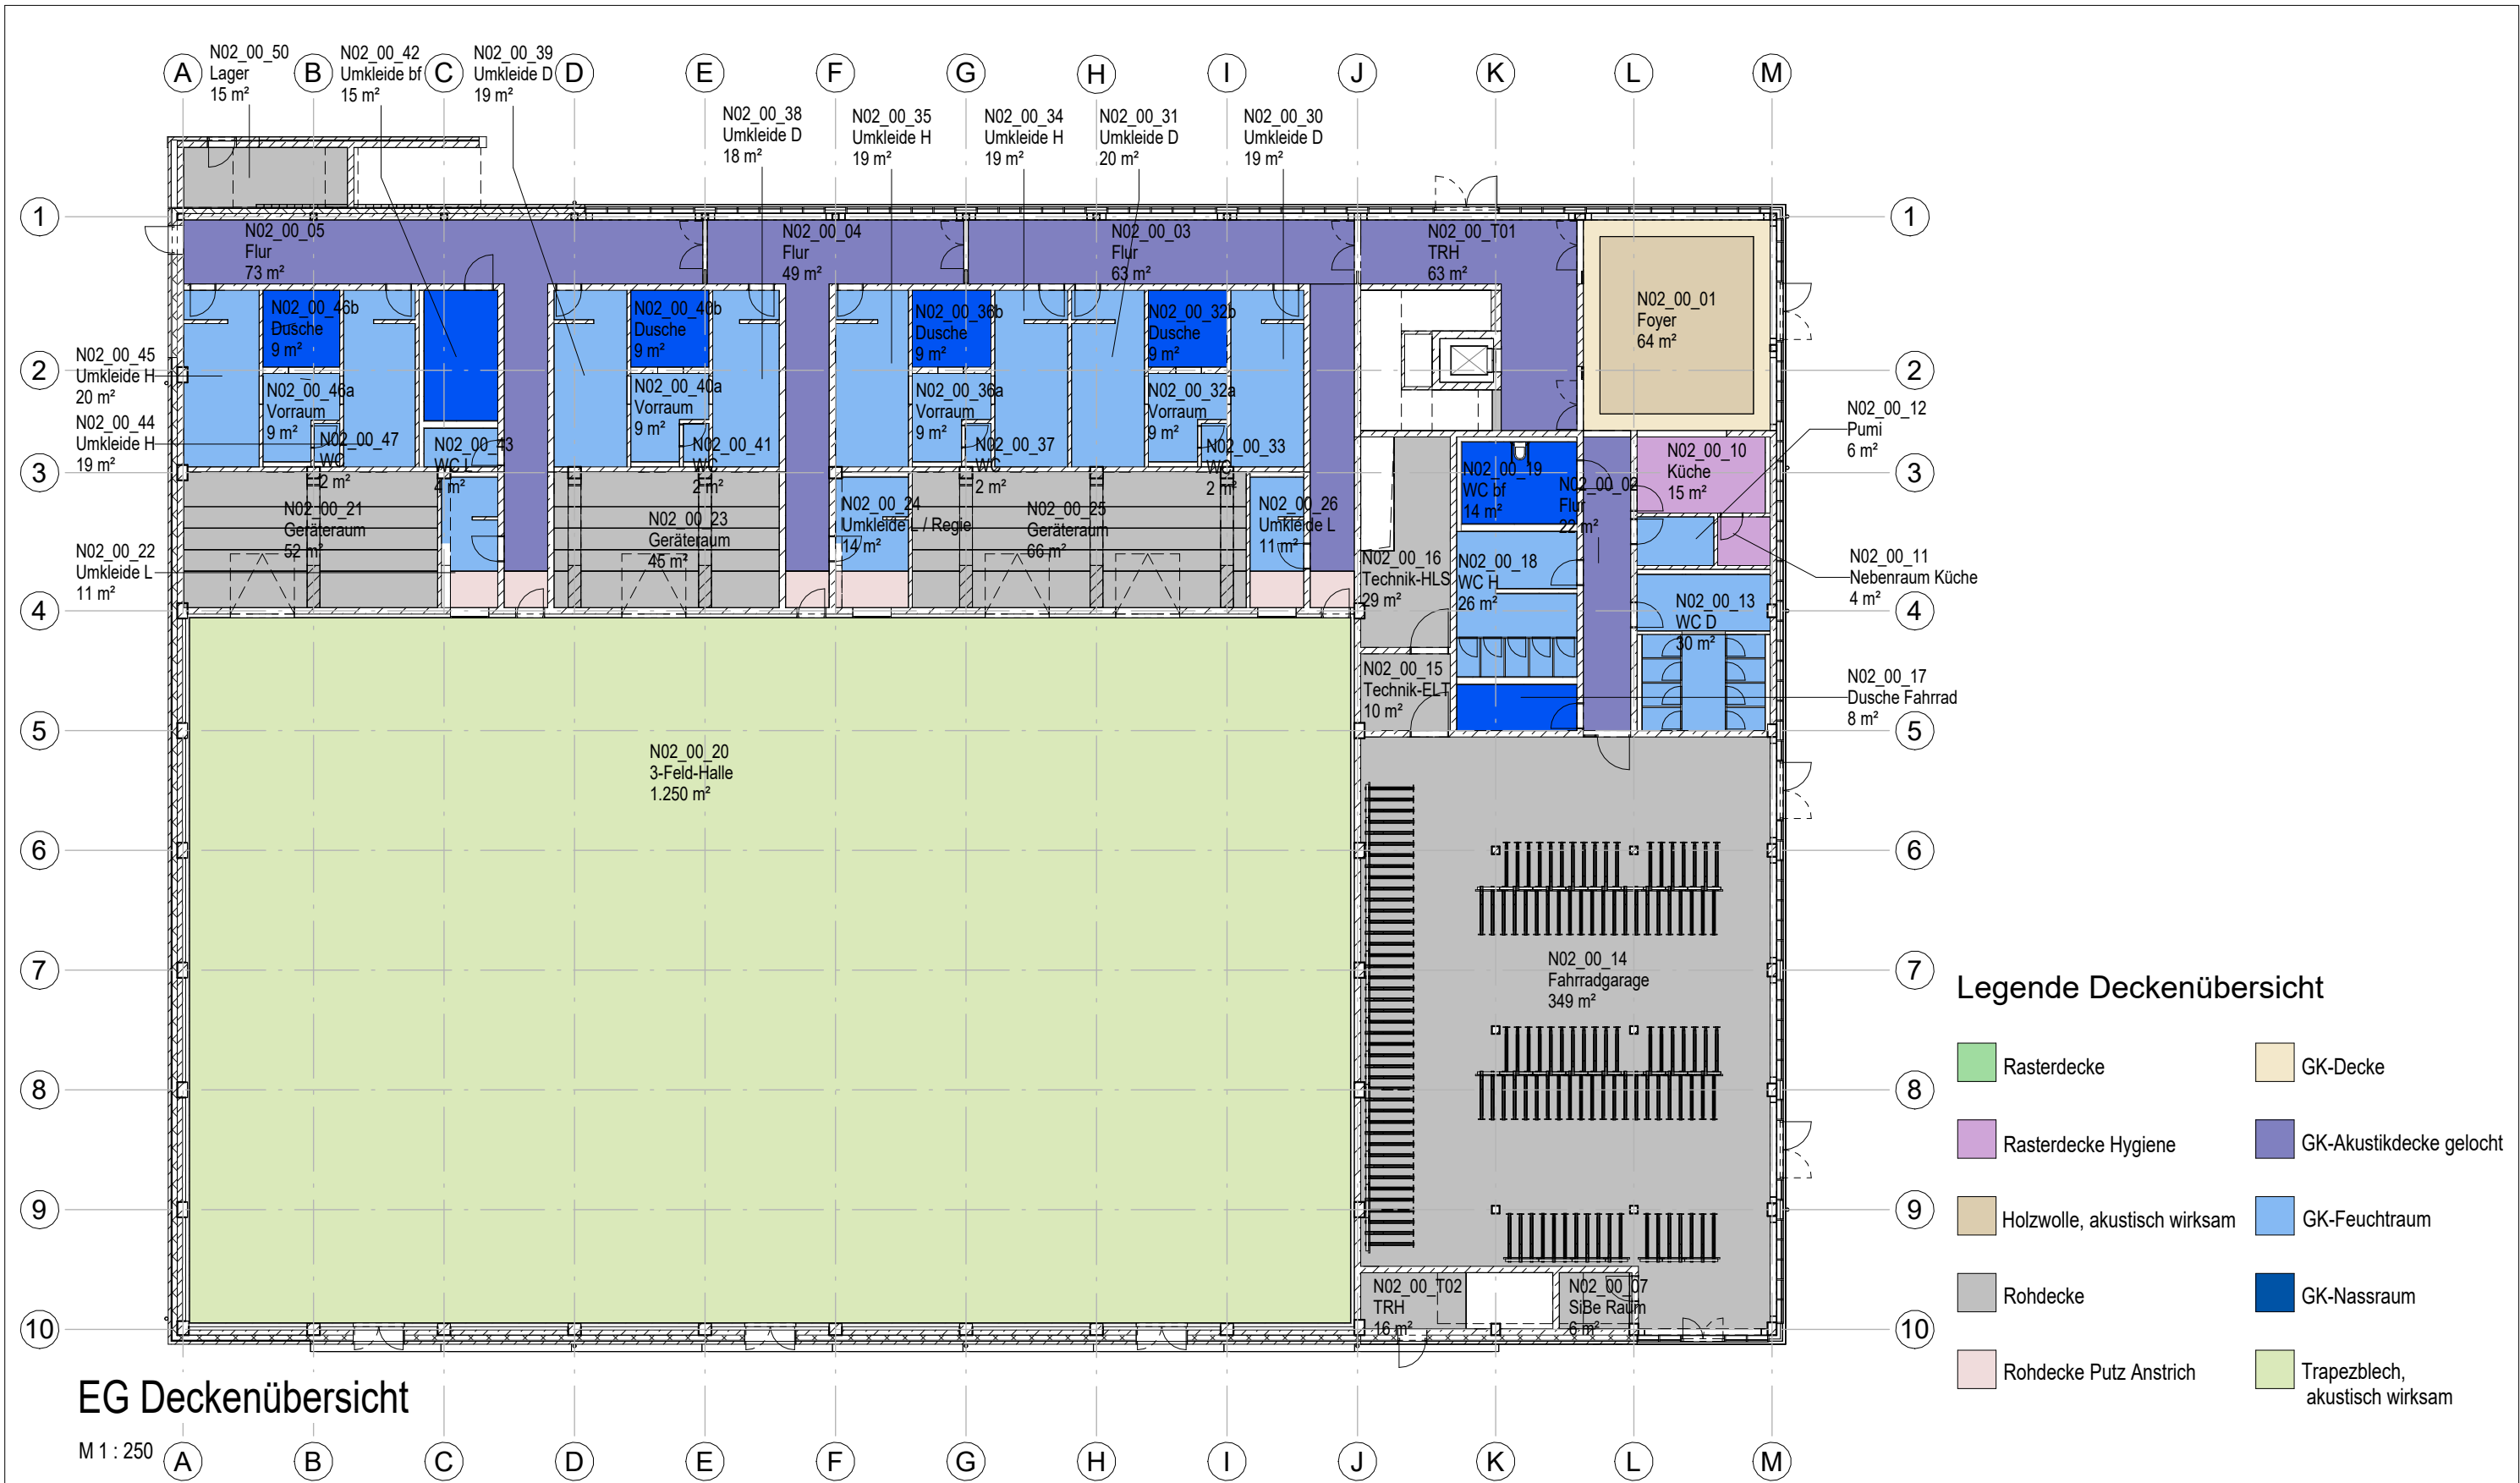 A
B
C
D
E
F
G
H
I
J
K
L
M
N02_00_50
Lager
15 m²
N02_00_42
Umkleide bf
15 m²
N02_00_39
Umkleide D
19 m²
N02_00_38
Umkleide D
18 m²
N02_00_35
Umkleide H
19 m²
N02_00_34
Umkleide H
19 m²
N02_00_31
Umkleide D
20 m²
N02_00_30
Umkleide D
19 m²
1
1
N02_00_05
Flur
73 m²
N02_00_04
Flur
49 m²
N02_00_03
Flur
63 m²
N02_00_T01
TRH
63 m²
N02_00_01
Foyer
64 m²
N02_00_46b
Dusche
9 m²
N02_00_40b
Dusche
9 m²
N02_00_36b
Dusche
9 m²
N02_00_32b
Dusche
9 m²
2
2
N02_00_45
Umkleide H
20 m²
N02_00_44
Umkleide H
19 m²
N02_00_46a
Vorraum
9 m²
N02_00_47
WC
2 m²
N02_00_43
WC L
4 m²
N02_00_40a
Vorraum
9 m²
N02_00_41
WC
2 m²
N02_00_36a
Vorraum
9 m²
N02_00_37
WC
2 m²
N02_00_32a
Vorraum
9 m²
N02_00_33
WC
2 m²
N02_00_12
Pumi
6 m²
3
3
N02_00_19
WC bf
14 m²
N02_00_02
Flur
22 m²
N02_00_10
Küche
15 m²
N02_00_21
Geräteraum
52 m²
N02_00_23
Geräteraum
45 m²
N02_00_24
Umkleide L / Regie
14 m²
N02_00_25
Geräteraum
66 m²
N02_00_26
Umkleide L
11 m²
N02_00_22
Umkleide L
11 m²
N02_00_16
Technik-HLS
29 m²
N02_00_18
WC H
26 m²
N02_00_11
Nebenraum Küche
4 m²
4
4
N02_00_13
WC D
30 m²
N02_00_15
Technik-ELT
10 m²
N02_00_17
Dusche Fahrrad
8 m²
5
5
N02_00_20
3-Feld-Halle
1.250 m²
6
6
7
7
N02_00_14
Fahrradgarage
349 m²
8
8
9
9
N02_00_T02
TRH
16 m²
N02_00_07
SiBe Raum
6 m²
10
10
Legende Deckenübersicht
Rasterdecke
GK-Decke
Rasterdecke Hygiene
GK-Akustikdecke gelocht
Holzwolle, akustisch wirksam
GK-Feuchtraum
Rohdecke
GK-Nassraum
Rohdecke Putz Anstrich
Trapezblech,
akustisch wirksam
EG Deckenübersicht
M 1 : 250
A
B
C
D
E
F
G
H
I
J
K
L
M